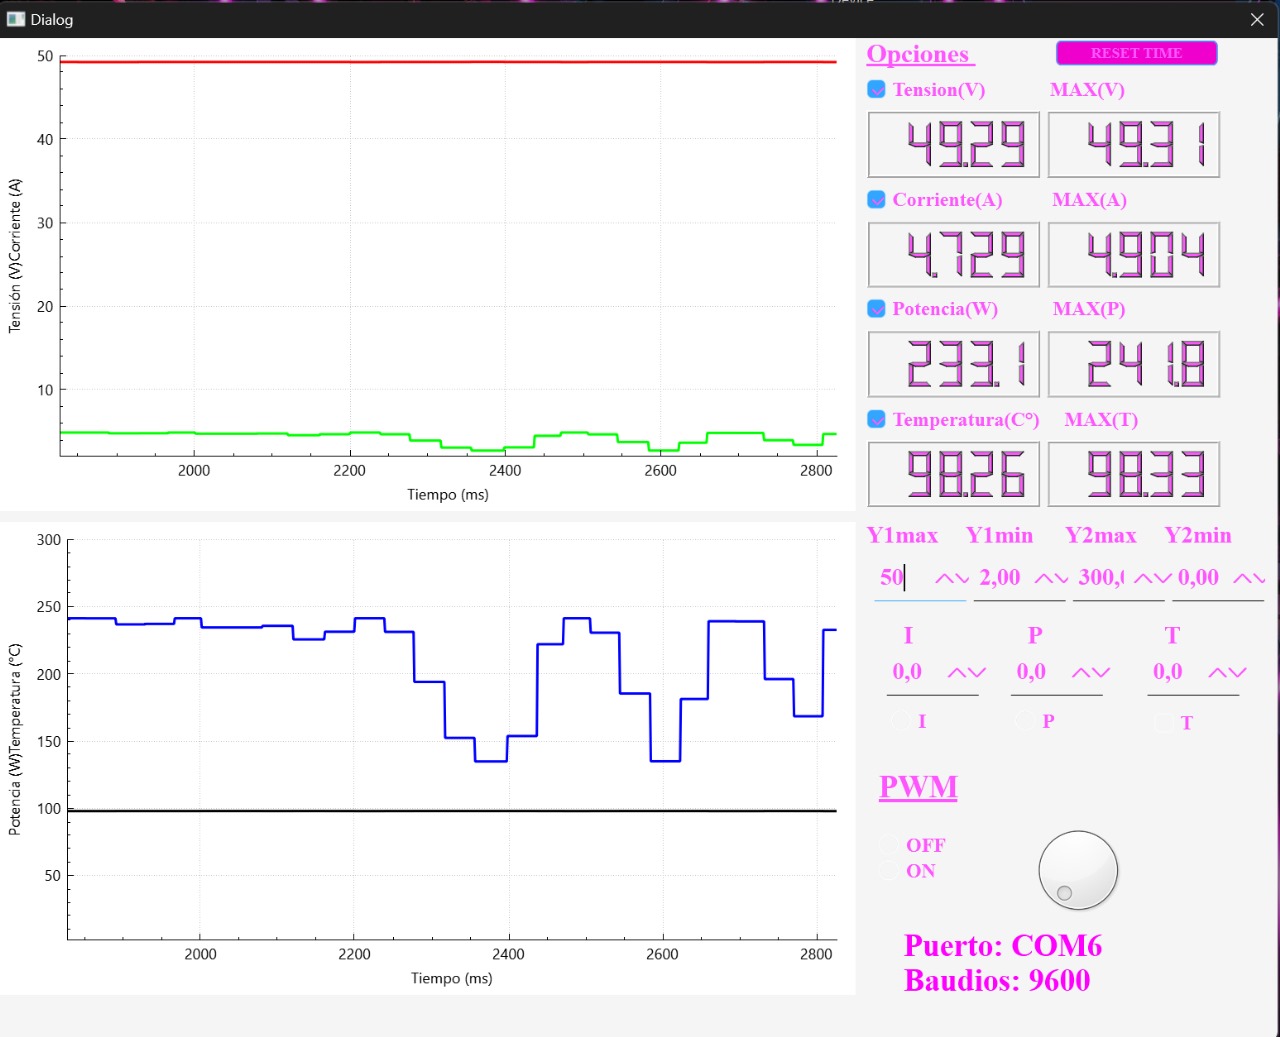 Dialog
Opciones
RESET TIME
Tension(V) MAX(V)
49.29 49.31
Corriente(A) MAX(A)
4.729 4.904
Potencia(W) MAX(P)
233.1 241.8
Temperatura(C°) MAX(T)
98.26 98.33
Y1max Y1min Y2max Y2min
50 2,00 300,0 0,00
I P T
0,0 0,0 0,0
I P T
PWM
OFF
ON
Puerto: COM6
Baudios: 9600
Tensión (V)Corriente (A)
50
40
30
20
10
2000 2200 2400 2600 2800
Tiempo (ms)
Potencia (W)Temperatura (°C)
300
250
200
150
100
50
2000 2200 2400 2600 2800
Tiempo (ms)